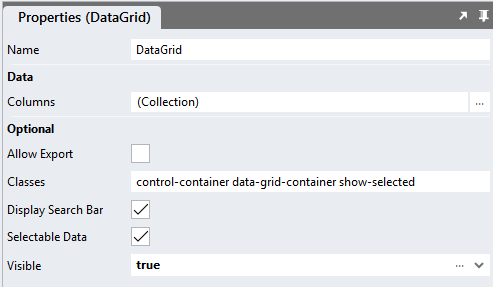 Properties (DataGrid)
Name DataGrid
Data
Columns (Collection) ...
Optional
Allow Export
Classes control-container data-grid-container show-selected
Display Search Bar
Selectable Data
Visible true ...